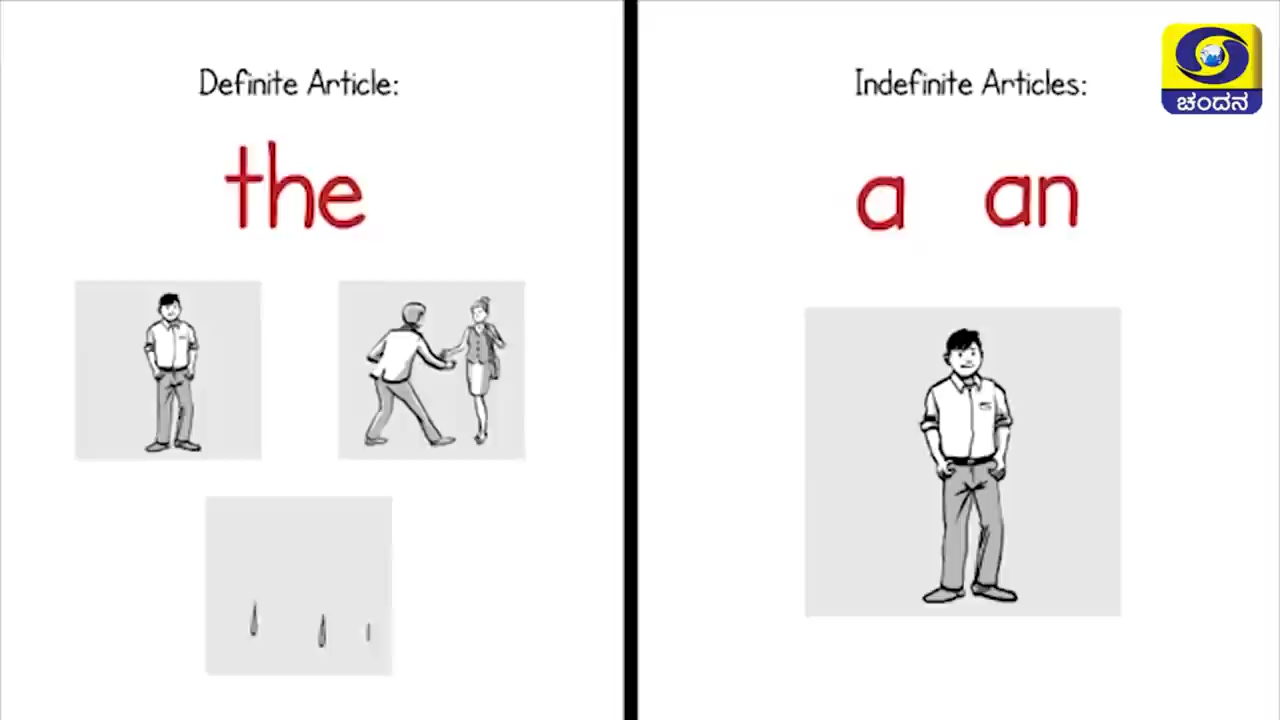 Definite Article:
the
Indefinite Articles:
a an
ಚಂದನ